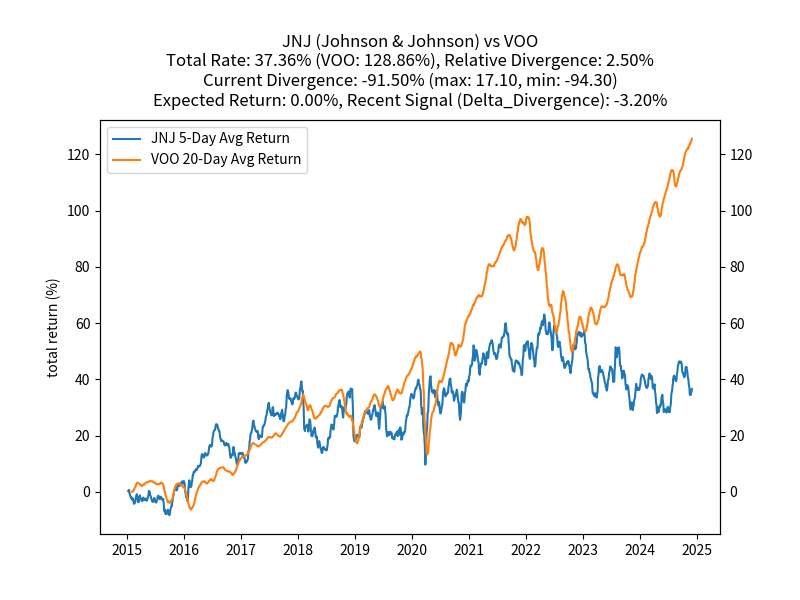 JNJ (Johnson & Johnson) vs VOO
Total Rate: 37.36% (VOO: 128.86%), Relative Divergence: 2.50%
Current Divergence: -91.50% (max: 17.10, min: -94.30)
Expected Return: 0.00%, Recent Signal (Delta_Divergence): -3.20%
JNJ 5-Day Avg Return
VOO 20-Day Avg Return
total return (%)
120 120
100 100
80 80
60 60
40 40
20 20
0 0
2015 2016 2017 2018 2019 2020 2021 2022 2023 2024 2025